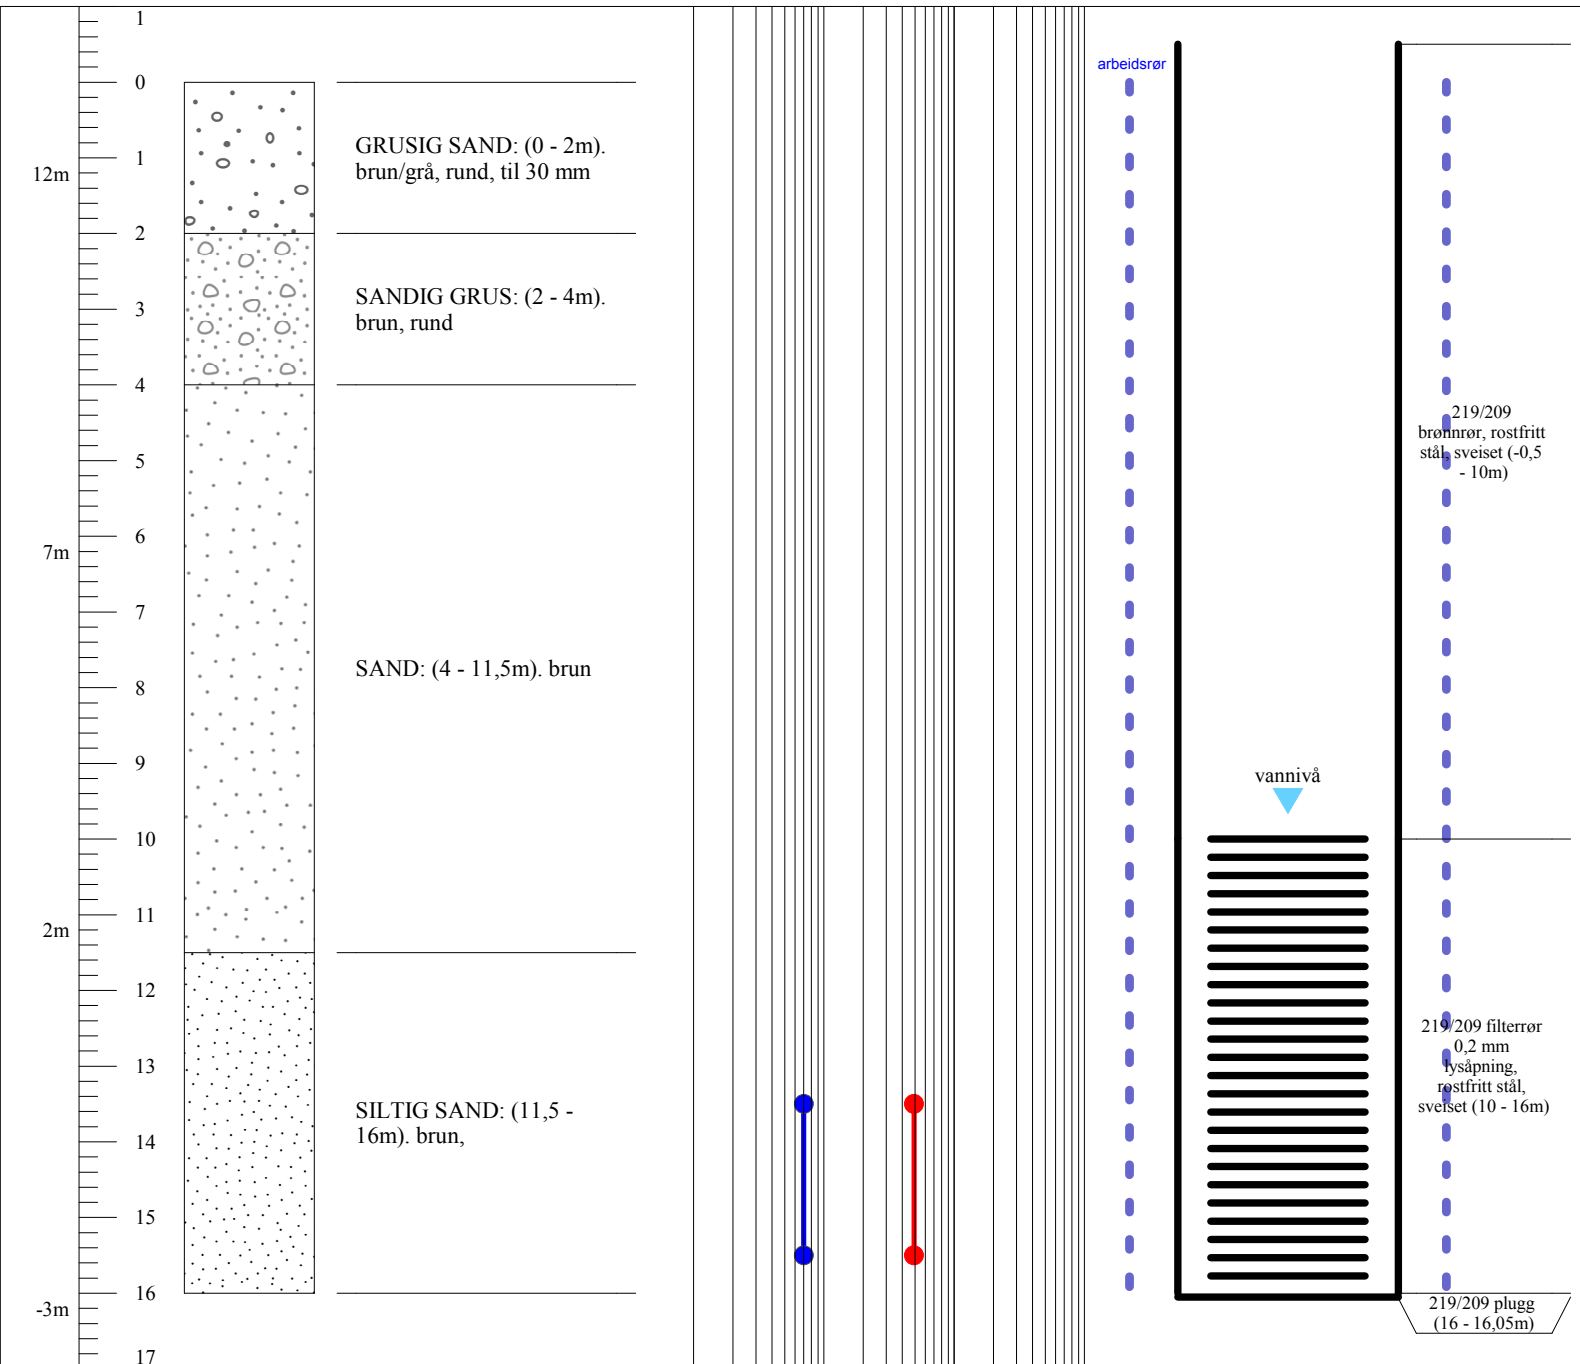 1
0
1
2
3
4
5
6
7
8
9
10
11
12
13
14
15
16
17
12m
7m
2m
-3m
GRUSIG SAND: (0 - 2m).
brun/grå, rund, til 30 mm
SANDIG GRUS: (2 - 4m).
brun, rund
SAND: (4 - 11,5m). brun
SILTIG SAND: (11,5 -
16m). brun,
arbeidsrør
vannivå
219/209
brønnrør, rostfritt
stål, sveiset (-0,5
- 10m)
219/209 filterrør
0,2 mm
lysåpning,
rostfritt stål,
sveiset (10 - 16m)
219/209 plugg
(16 - 16,05m)